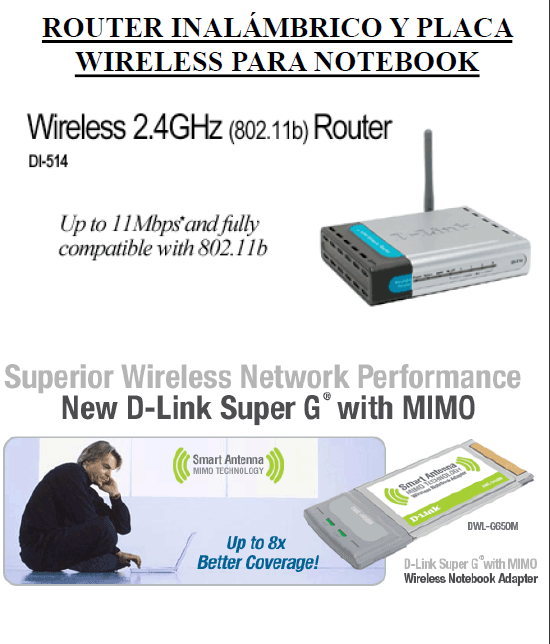 ROUTER INALÁMBRICO Y PLACA
WIRELESS PARA NOTEBOOK
Wireless 2.4GHz (802.11b) Router
DI-514
Up to 11Mbps* and fully
compatible with 802.11b
D-Link
Superior Wireless Network Performance
New D-Link Super G® with MIMO
Smart Antenna
MIMO TECHNOLOGY
Up to 8x
Better Coverage!
Smart Antenna
MIMO TECHNOLOGY
Wireless Notebook Adapter
D-Link
DWL-G650M
D-Link Super G® with MIMO
Wireless Notebook Adapter